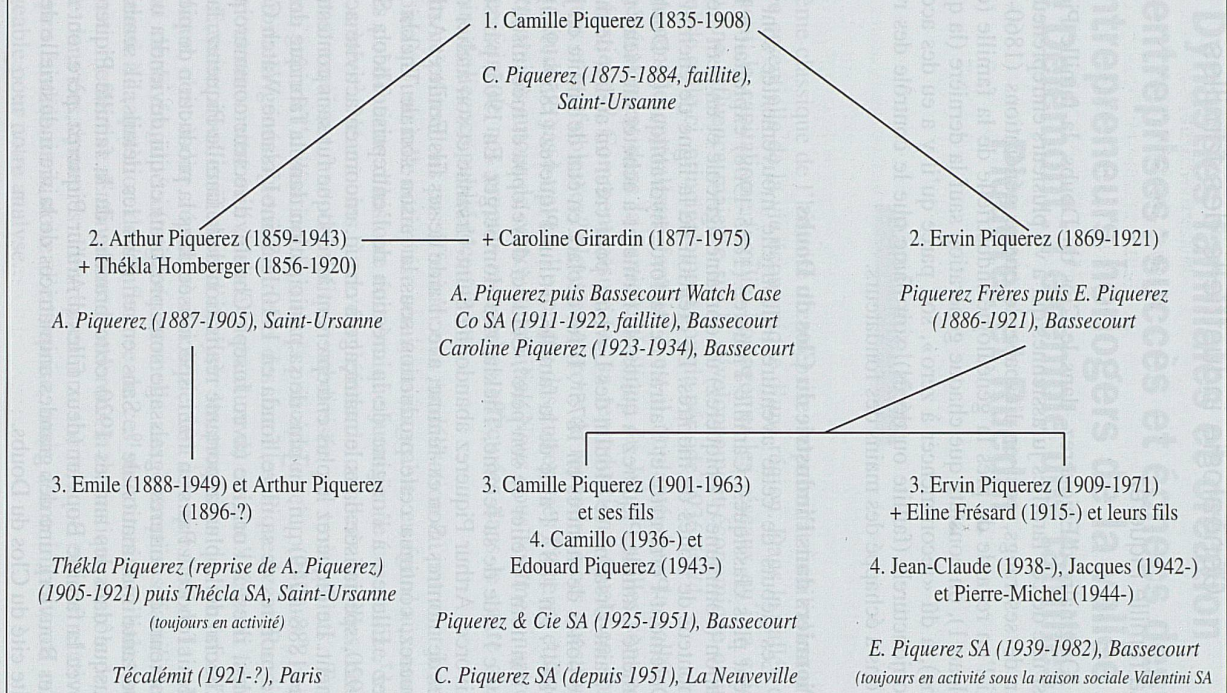 1. Camille Piquerez (1835-1908)
C. Piquerez (1875-1884, faillite),
Saint-Ursanne
2. Arthur Piquerez (1859-1943)
+ Thékla Homberger (1856-1920)
A. Piquerez (1887-1905), Saint-Ursanne
+ Caroline Girardin (1877-1975)
A. Piquerez puis Bassecourt Watch Case
Co SA (1911-1922, faillite), Bassecourt
Caroline Piquerez (1923-1934), Bassecourt
2. Ervin Piquerez (1869-1921)
Piquerez Frères puis E. Piquerez
(1886-1921), Bassecourt
3. Emile (1888-1949) et Arthur Piquerez
(1896-?)
Thékla Piquerez (reprise de A. Piquerez)
(1905-1921) puis Thécla SA, Saint-Ursanne
(toujours en activité)
Técalémit (1921-?), Paris
3. Camille Piquerez (1901-1963)
et ses fils
4. Camillo (1936-) et
Edouard Piquerez (1943-)
Piquerez & Cie SA (1925-1951), Bassecourt
C. Piquerez SA (depuis 1951), La Neuveville
3. Ervin Piquerez (1909-1971)
+ Eline Frésard (1915-) et leurs fils
4. Jean-Claude (1938-), Jacques (1942-)
et Pierre-Michel (1944-)
E. Piquerez SA (1939-1982), Bassecourt
(toujours en activité sous la raison sociale Valentini SA